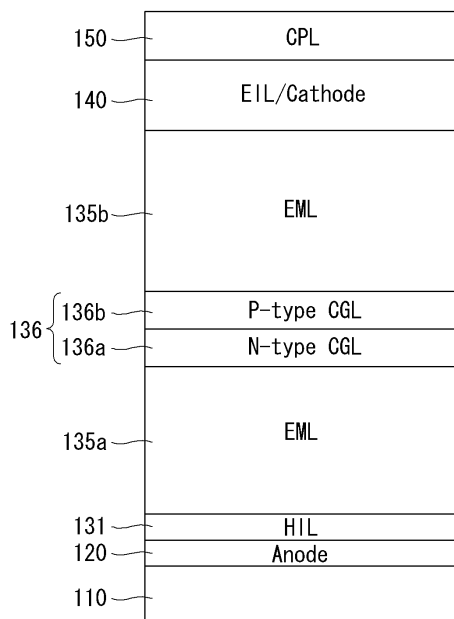 150 CPL
140 EIL/Cathode
135b EML
136b P-type CGL
136
136a N-type CGL
135a EML
131 HIL
120 Anode
110